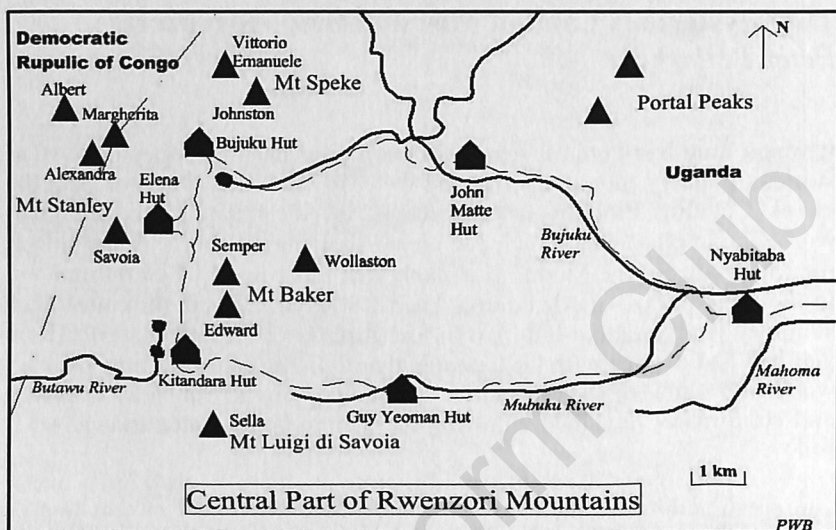 Democratic
Rupulic of Congo
Vittorio
Emanuele
Mt Speke
Johnston
N
Portal Peaks
Albert
Margherita
Alexandra
Bujuku Hut
Uganda
Elena
Hut
Mt Stanley
Savoia
John
Matte
Hut
Bujuku
River
Semper
Wollaston
Mt Baker
Edward
Nyabitaba
Hut
Butawu River
Kitandara Hut
Guy Yeoman Hut
Mubuku River
Mahoma
River
Sella
Mt Luigi di Savoia
1 km
Central Part of Rwenzori Mountains
PWB
orm Club